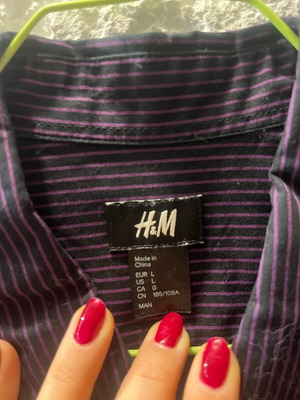 H&M
Made in
China
EUR L
US L
CA G
CN 185/108A
MAN